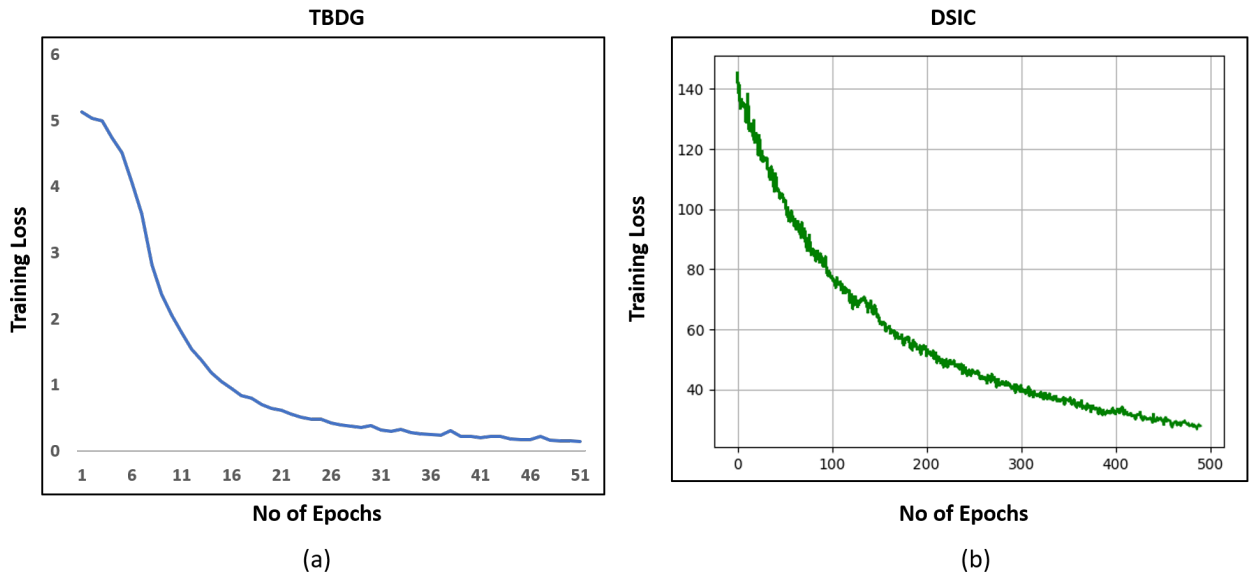 TBDG
6
5
4
3
2
1
0
1 6 11 16 21 26 31 36 41 46 51
Training Loss
No of Epochs
(a)
DSIC
140
120
100
80
60
40
0 100 200 300 400 500
Training Loss
No of Epochs
(b)